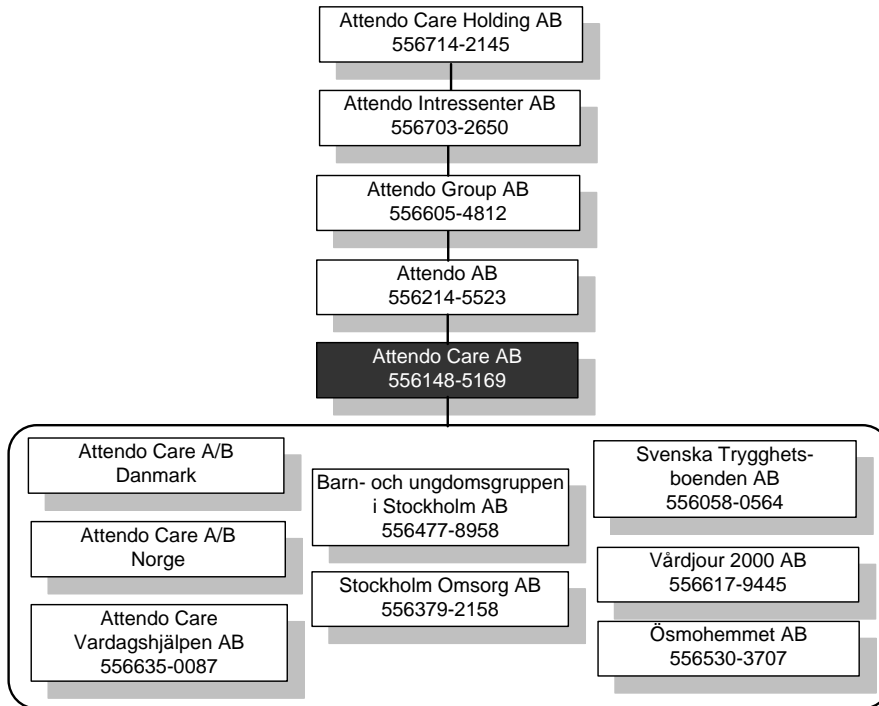 Attendo Care Holding AB
556714-2145
Attendo Intressenter AB
556703-2650
Attendo Group AB
556605-4812
Attendo AB
556214-5523
Attendo Care AB
556148-5169
Attendo Care A/B
Danmark
Attendo Care A/B
Norge
Attendo Care
Vardagshjälpen AB
556635-0087
Barn- och ungdomsgruppen
i Stockholm AB
556477-8958
Stockholm Omsorg AB
556379-2158
Svenska Trygghets-
boenden AB
556058-0564
Vårdjour 2000 AB
556617-9445
Ösmohemmet AB
556530-3707